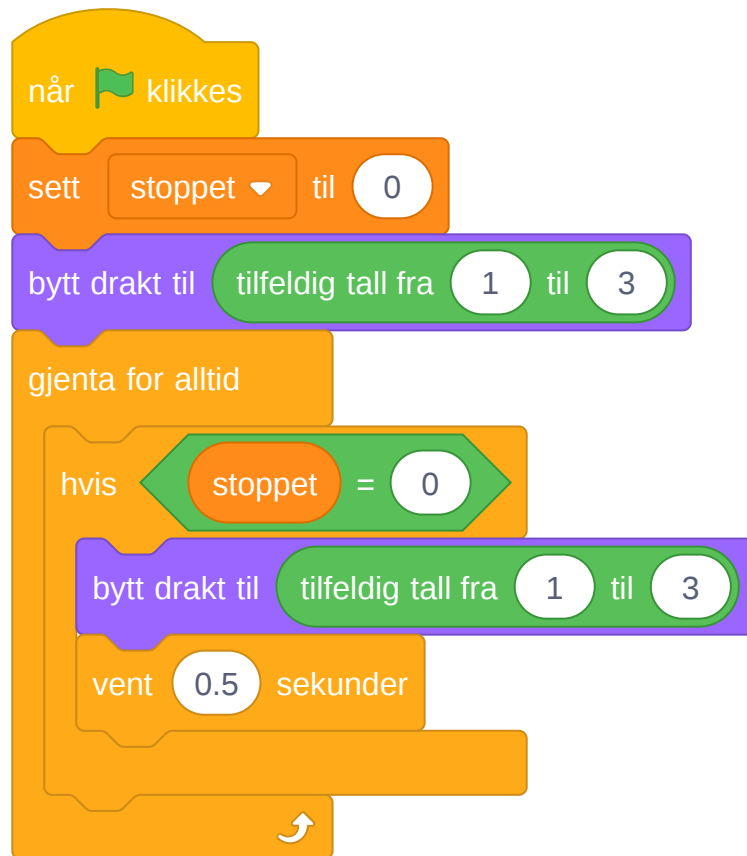 når klikkes
sett stoppet til 0
bytt drakt til tilfeldig tall fra 1 til 3
gjenta for alltid
hvis stoppet = 0
bytt drakt til tilfeldig tall fra 1 til 3
vent 0.5 sekunder